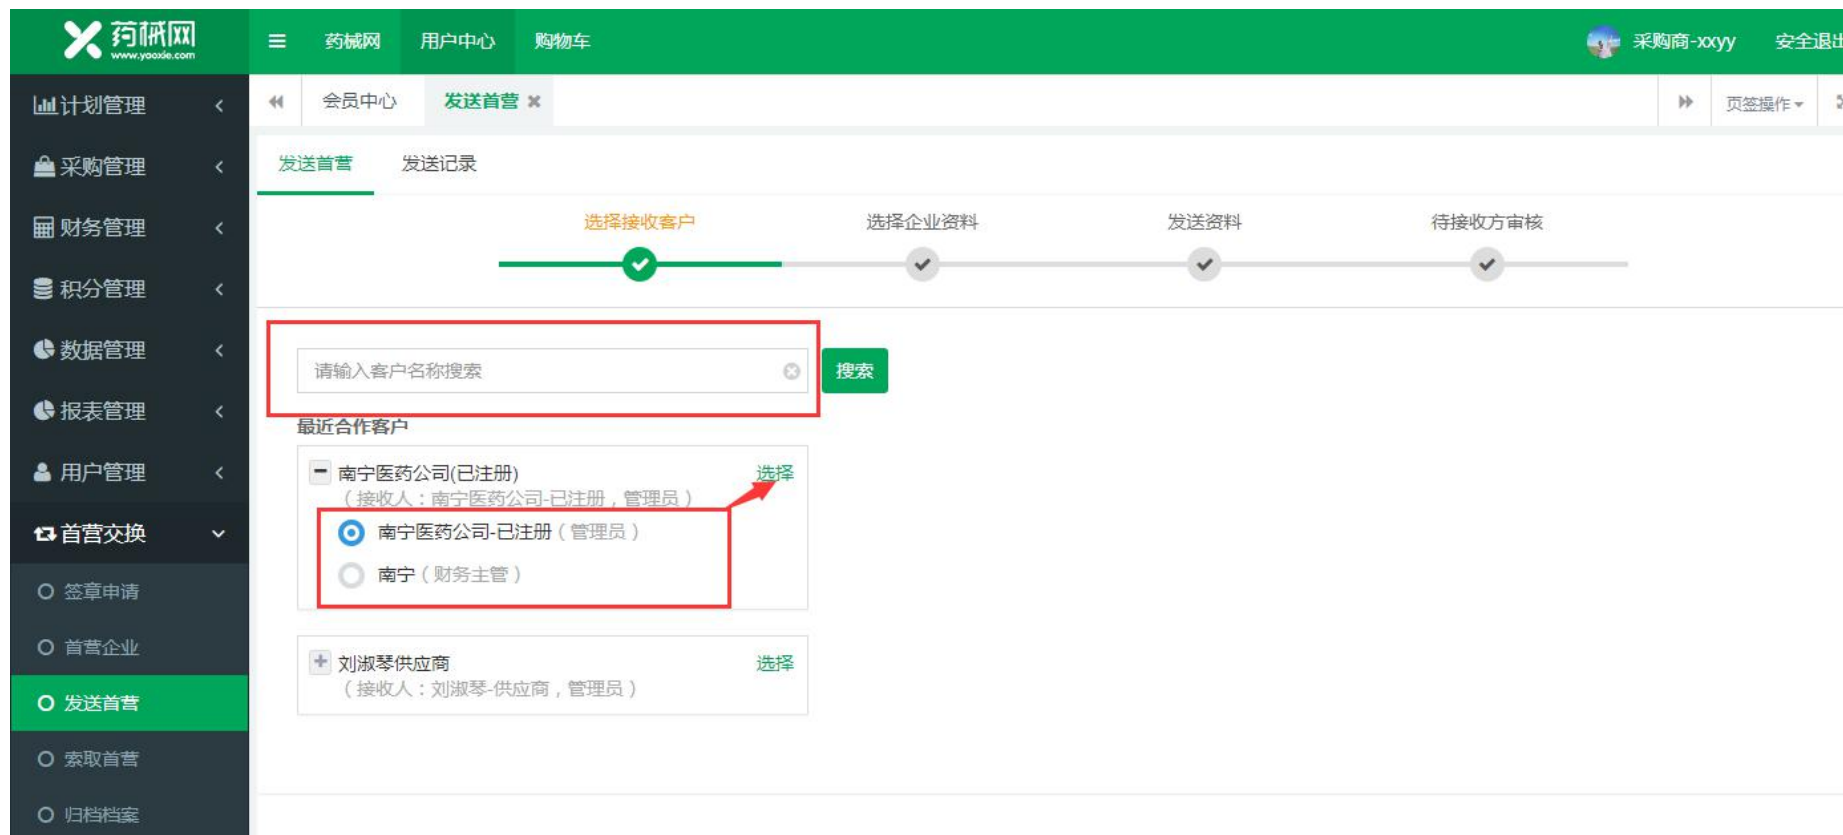 药械网
www.yaoxie.com
药械网 用户中心 购物车
采购商-xxyy 安全退出
计划管理
采购管理
财务管理
积分管理
数据管理
报表管理
用户管理
首营交换
签章申请
首营企业
发送首营
索取首营
归档档案
会员中心 发送首营
页签操作
发送首营 发送记录
选择接收客户 选择企业资料 发送资料 待接收方审核
请输入客户名称搜索
搜索
最近合作客户
南宁医药公司(已注册) 选择
（接收人：南宁医药公司-已注册，管理员）
南宁医药公司-已注册（管理员）
南宁（财务主管）
刘淑琴供应商 选择
（接收人：刘淑琴-供应商，管理员）